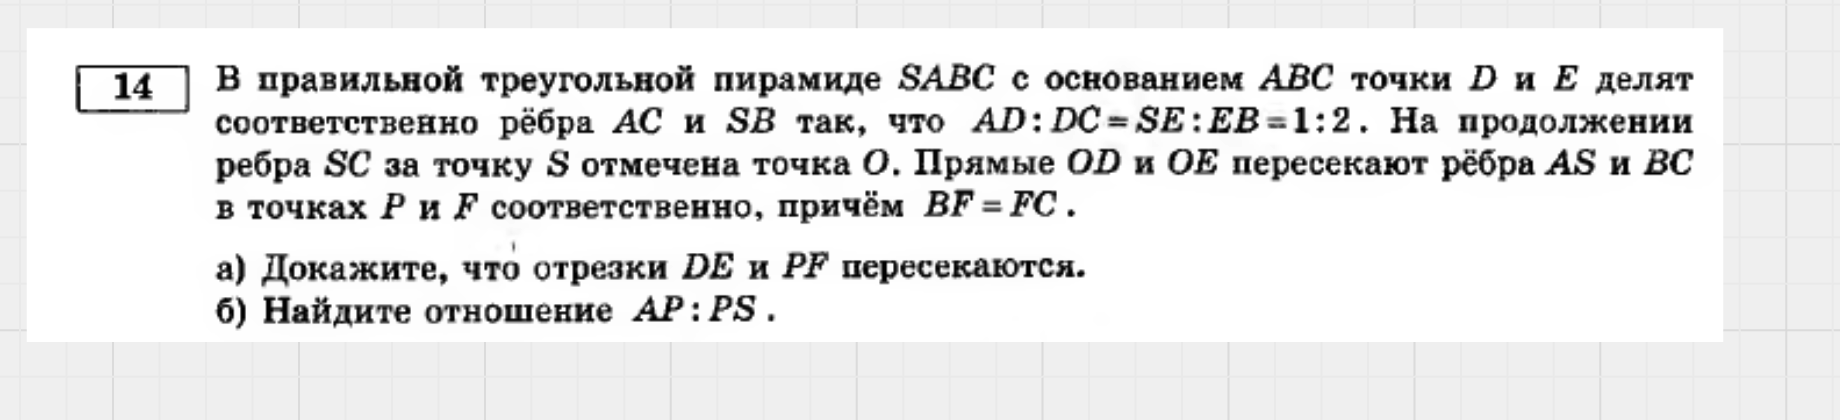 14
В правильной треугольной пирамиде SABC с основанием ABC точки D и E делят
соответственно рёбра AC и SB так, что AD:DC=SE:EB=1:2. На продолжении
ребра SC за точку S отмечена точка O. Прямые OD и OE пересекают рёбра AS и BC
в точках P и F соответственно, причём BF=FC.
а) Докажите, что отрезки DE и PF пересекаются.
б) Найдите отношение AP:PS.